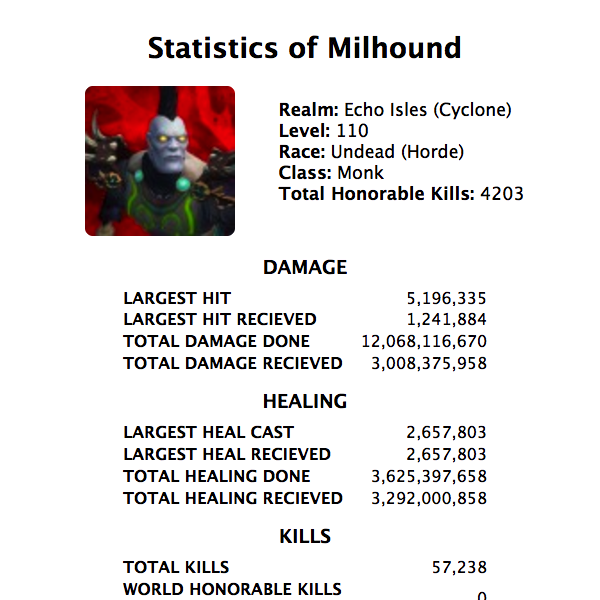 Statistics of Milhound
Realm: Echo Isles (Cyclone)
Level: 110
Race: Undead (Horde)
Class: Monk
Total Honorable Kills: 4203
DAMAGE
LARGEST HIT 5,196,335
LARGEST HIT RECIEVED 1,241,884
TOTAL DAMAGE DONE 12,068,116,670
TOTAL DAMAGE RECIEVED 3,008,375,958
HEALING
LARGEST HEAL CAST 2,657,803
LARGEST HEAL RECIEVED 2,657,803
TOTAL HEALING DONE 3,625,397,658
TOTAL HEALING RECIEVED 3,292,000,858
KILLS
TOTAL KILLS 57,238
WORLD HONORABLE KILLS 0